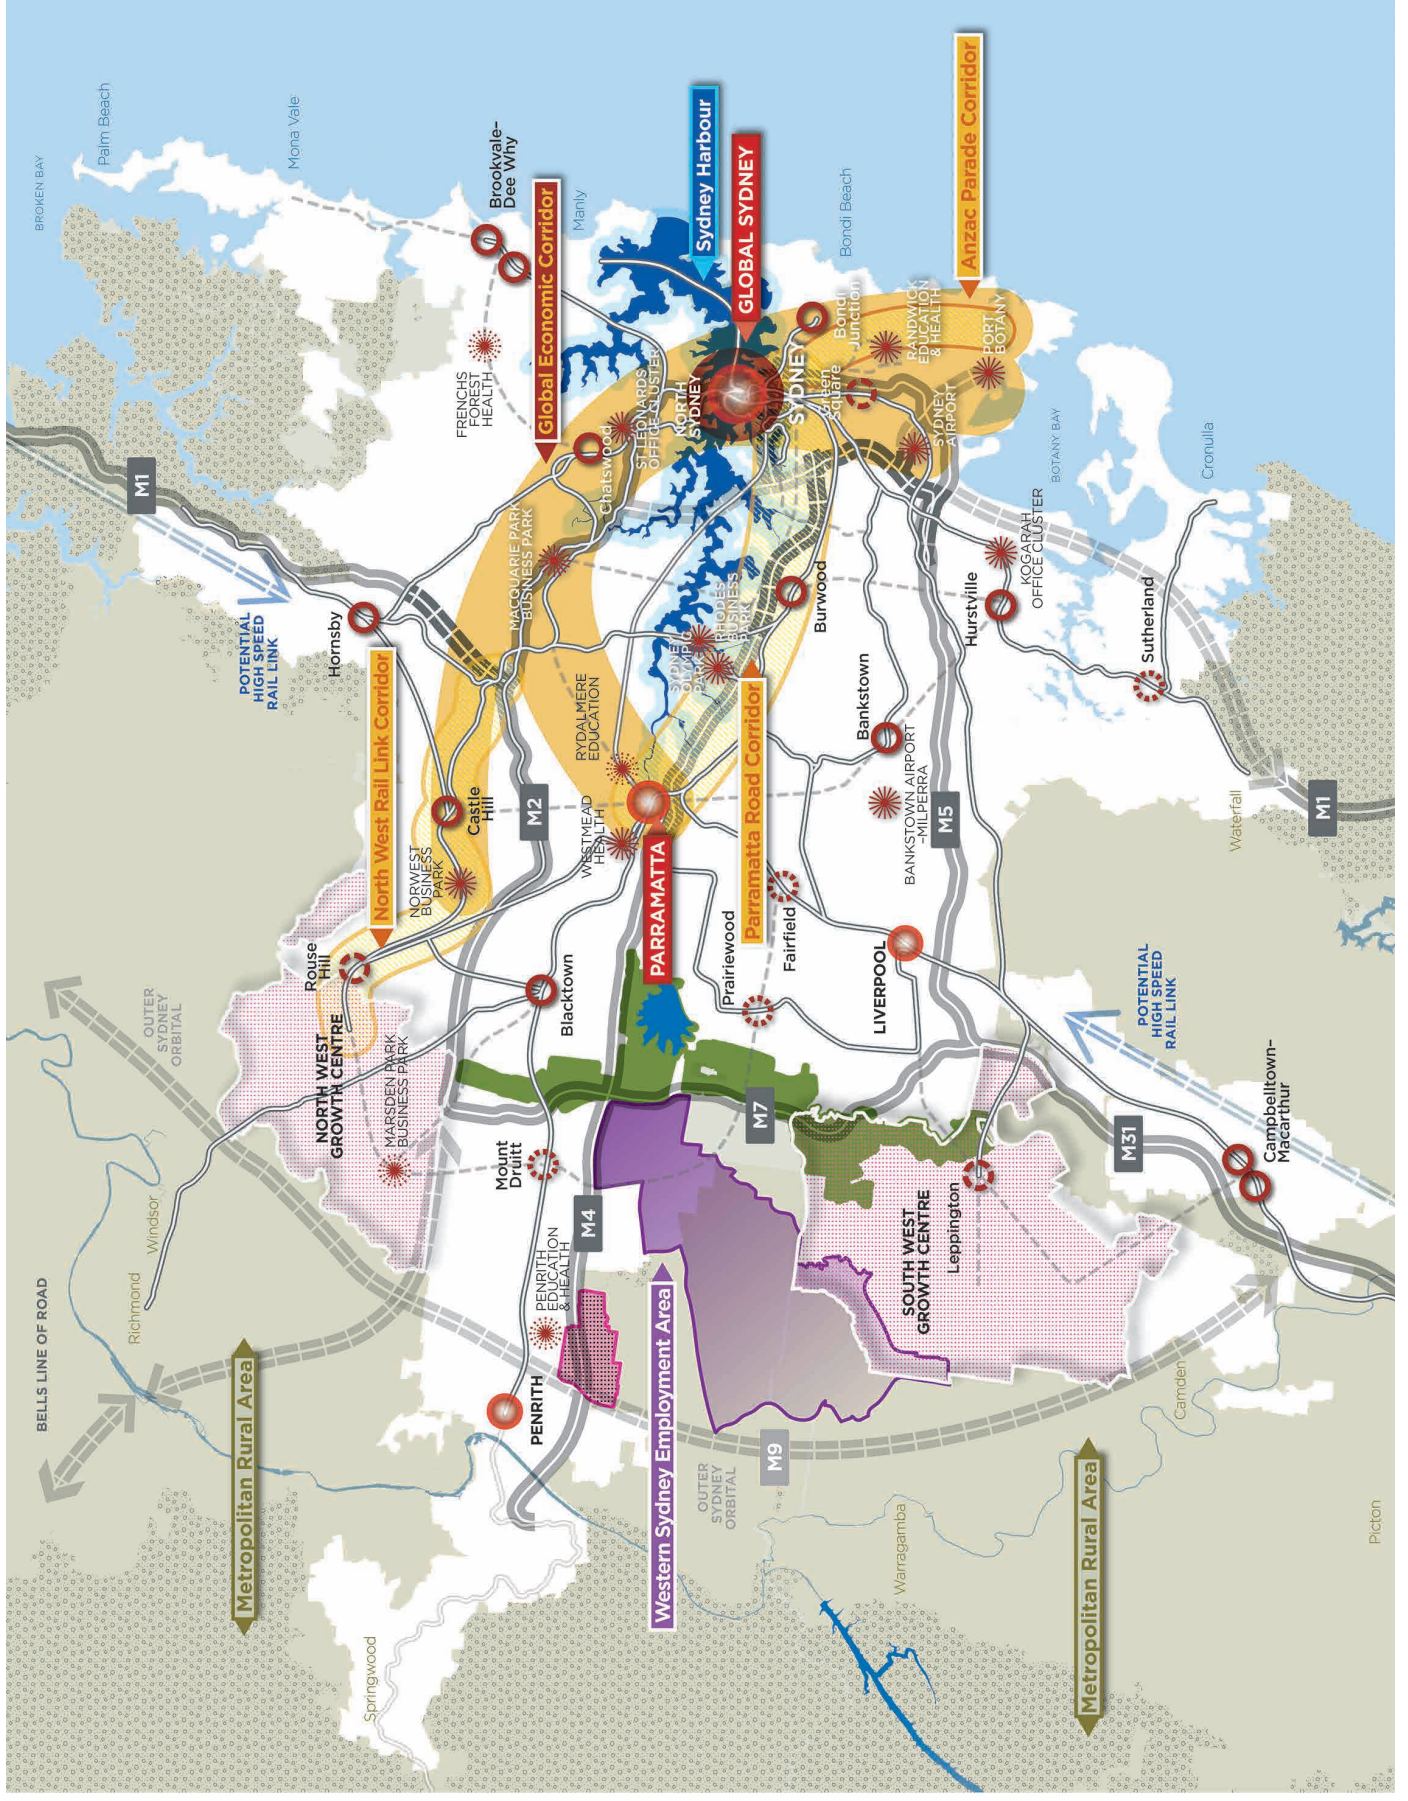 BROKEN BAY
Palm Beach
Mona Vale
Brookvale–
Dee Why
Manly
Global Economic Corridor
Sydney Harbour
GLOBAL SYDNEY
Bondi Beach
Anzac Parade Corridor
FRENCHS
FOREST
HEALTH
M1
Chatswood
ST LEONARDS
OFFICE CLUSTER
NORTH
SYDNEY
SYDNEY
Bondi
Junction
Green
Square
RANDWICK
EDUCATION
& HEALTH
PORT
BOTANY
SYDNEY
AIRPORT
BOTANY BAY
Cronulla
POTENTIAL
HIGH SPEED
RAIL LINK
Hornsby
MACQUARIE PARK
BUSINESS PARK
RHODES
BUSINESS
PARK
SYDNEY
OLYMPIC
PARK
Burwood
Hurstville
KOGARAH
OFFICE CLUSTER
Sutherland
North West Rail Link Corridor
RYDALMERE
EDUCATION
Parramatta Road Corridor
Bankstown
BANKSTOWN AIRPORT
–MILPERRA
M5
Waterfall
M1
NORWEST
BUSINESS
PARK
Castle
Hill
M2
WESTMEAD
HEALTH
PARRAMATTA
Prairiewood
Fairfield
LIVERPOOL
POTENTIAL
HIGH SPEED
RAIL LINK
OUTER
SYDNEY
ORBITAL
Rouse
Hill
NORTH WEST
GROWTH CENTRE
MARSDEN PARK
BUSINESS PARK
Blacktown
M7
M31
Campbelltown–
Macarthur
Windsor
Richmond
Mount
Druitt
M4
PENRITH
EDUCATION
& HEALTH
SOUTH WEST
GROWTH CENTRE
Leppington
BELLS LINE OF ROAD
Metropolitan Rural Area
PENRITH
Western Sydney Employment Area
OUTER
SYDNEY
ORBITAL
M9
Camden
Metropolitan Rural Area
Springwood
Warragamba
Picton